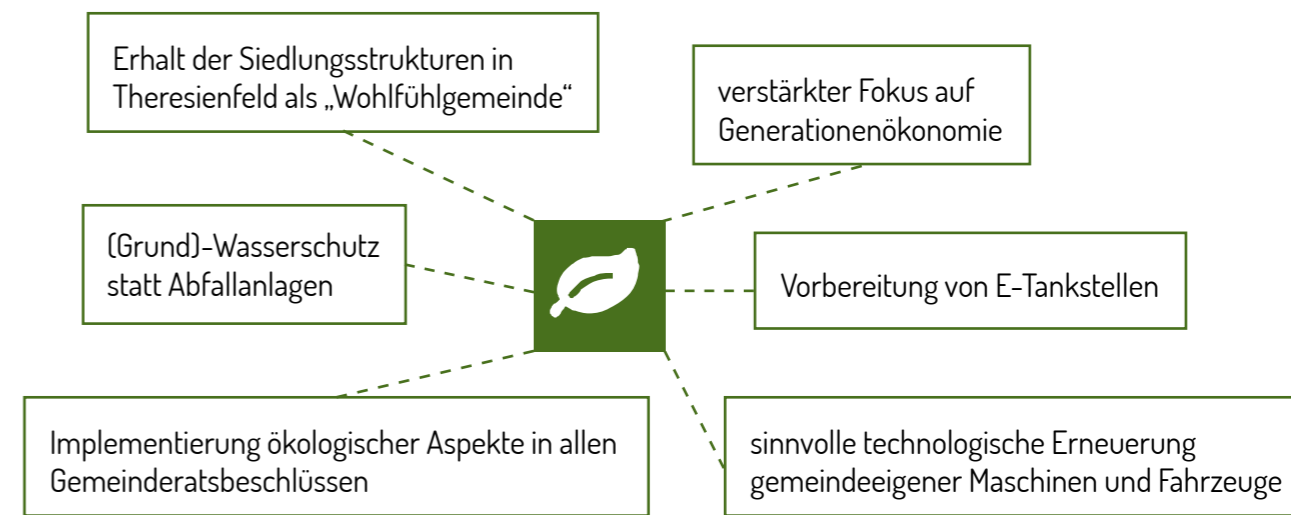 Erhalt der Siedlungsstrukturen in
Theresienfeld als „Wohlfühlgemeinde“
verstärkter Fokus auf
Generationenökonomie
(Grund)-Wasserschutz
statt Abfallanlagen
Vorbereitung von E-Tankstellen
Implementierung ökologischer Aspekte in allen
Gemeinderatsbeschlüssen
sinnvolle technologische Erneuerung
gemeindeeigener Maschinen und Fahrzeuge